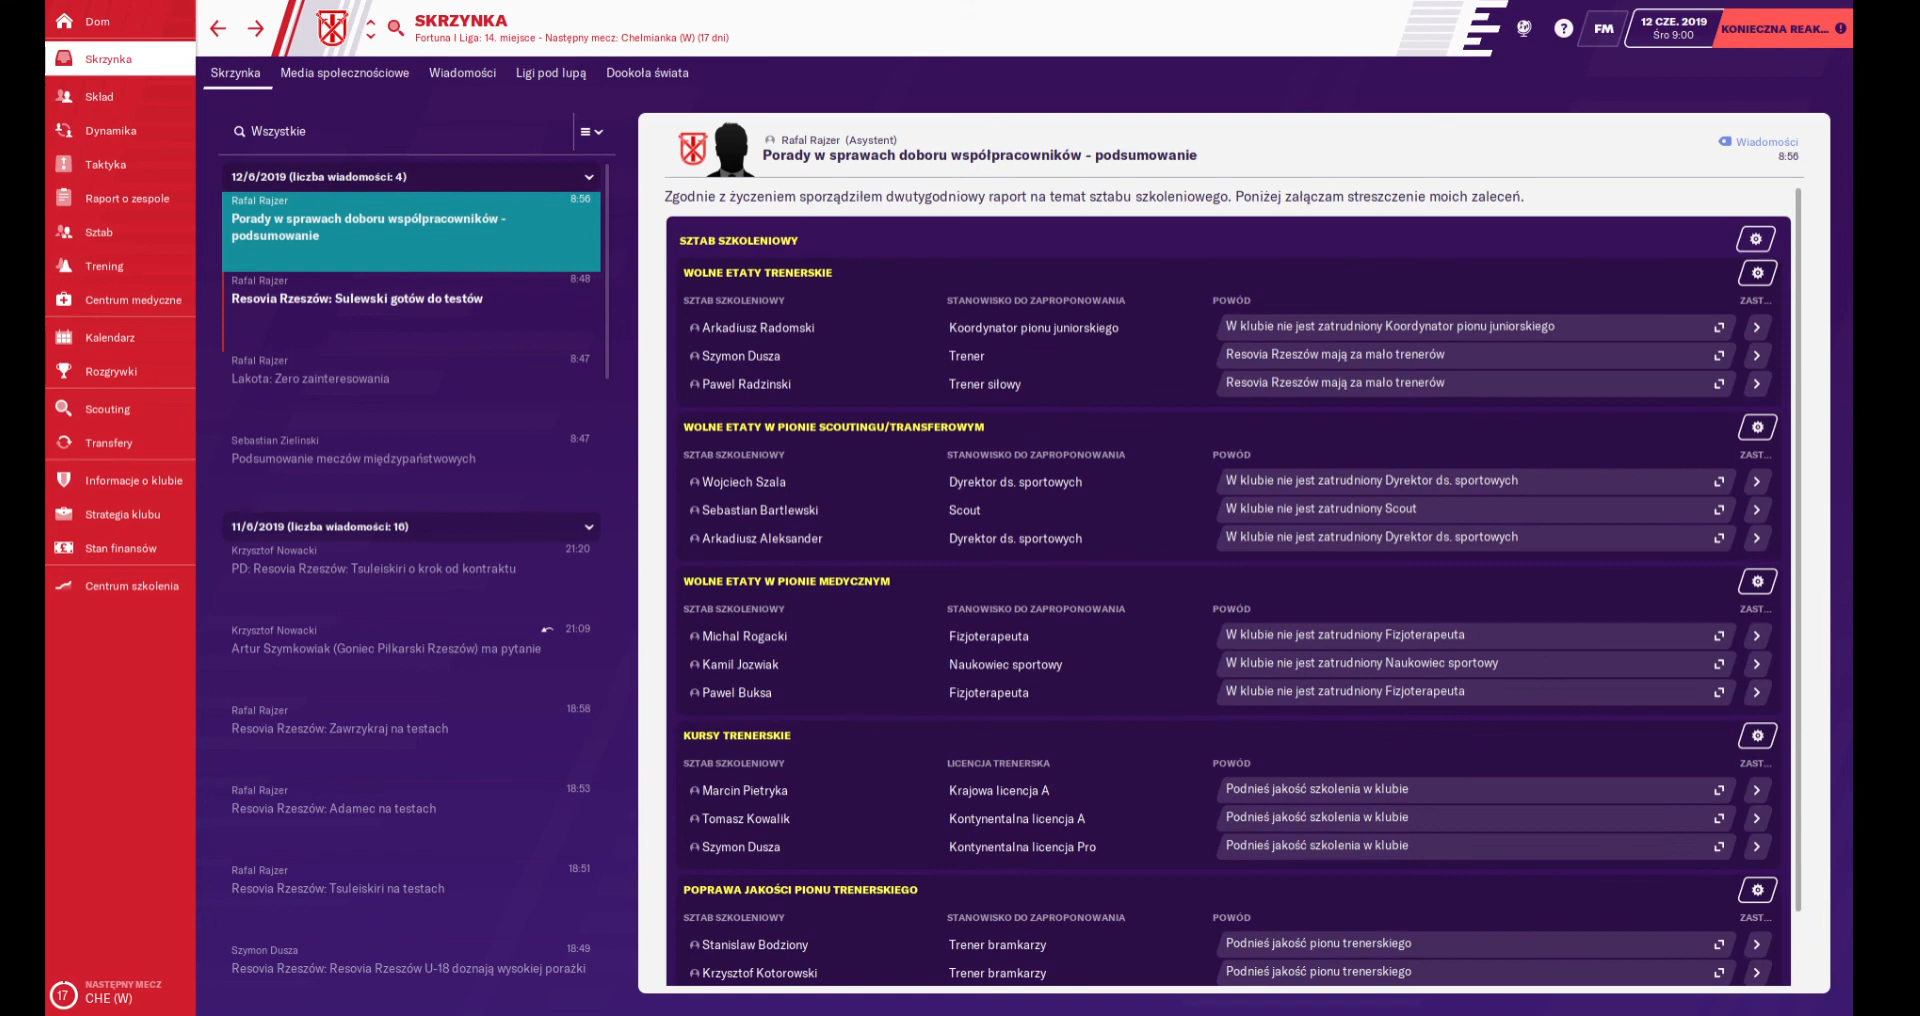 Dom
Skrzynka
Skład
Dynamika
Taktyka
Raport o zespole
Sztab
Trening
Centrum medyczne
Kalendarz
Rozgrywki
Scouting
Transfery
Informacje o klubie
Strategia klubu
Stan finansów
Centrum szkolenia
17
NASTĘPNY MECZ
CHE (W)
SKRZYNKA
Fortuna I Liga: 14. miejsce - Następny mecz: Chełmianka (W) (17 dni)
FM
12 CZE. 2019
Śro 9:00
KONIECZNA REAK...
Skrzynka
Media społecznościowe
Wiadomości
Ligi pod lupą
Dookoła świata
Wszystkie
12/6/2019 (liczba wiadomości: 4)
Rafał Rajzer 8:56
Porady w sprawach doboru współpracowników -
podsumowanie
Rafał Rajzer 8:48
Resovia Rzeszów: Sulewski gotów do testów
Rafał Rajzer 8:47
Lakota: Zero zainteresowania
Sebastian Zieliński 8:47
Podsumowanie meczów międzypaństwowych
11/6/2019 (liczba wiadomości: 16)
Krzysztof Nowacki 21:20
PD: Resovia Rzeszów: Tsuleiskiri o krok od kontraktu
Krzysztof Nowacki 21:09
Artur Szymkowiak (Goniec Piłkarski Rzeszów) ma pytanie
Rafał Rajzer 18:58
Resovia Rzeszów: Zawrzykraj na testach
Rafał Rajzer 18:53
Resovia Rzeszów: Adamec na testach
Rafał Rajzer 18:51
Resovia Rzeszów: Tsuleiskiri na testach
Szymon Dusza 18:49
Resovia Rzeszów: Resovia Rzeszów U-18 doznają wysokiej porażki
Rafał Rajzer (Asystent)
Porady w sprawach doboru współpracowników - podsumowanie
Wiadomości
8:56
Zgodnie z życzeniem sporządziłem dwutygodniowy raport na temat sztabu szkoleniowego. Poniżej załączam streszczenie moich zaleceń.
SZTAB SZKOLENIOWY
WOLNE ETATY TRENERSKIE
SZTAB SZKOLENIOWY STANOWISKO DO ZAPROPONOWANIA POWÓD ZAST...
Arkadiusz Radomski Koordynator pionu juniorskiego W klubie nie jest zatrudniony Koordynator pionu juniorskiego
Szymon Dusza Trener Resovia Rzeszów mają za mało trenerów
Paweł Radziński Trener siłowy Resovia Rzeszów mają za mało trenerów
WOLNE ETATY W PIONIE SCOUTINGU/TRANSFEROWYM
SZTAB SZKOLENIOWY STANOWISKO DO ZAPROPONOWANIA POWÓD ZAST...
Wojciech Szala Dyrektor ds. sportowych W klubie nie jest zatrudniony Dyrektor ds. sportowych
Sebastian Bartlewski Scout W klubie nie jest zatrudniony Scout
Arkadiusz Aleksander Dyrektor ds. sportowych W klubie nie jest zatrudniony Dyrektor ds. sportowych
WOLNE ETATY W PIONIE MEDYCZNYM
SZTAB SZKOLENIOWY STANOWISKO DO ZAPROPONOWANIA POWÓD ZAST...
Michał Rogacki Fizjoterapeuta W klubie nie jest zatrudniony Fizjoterapeuta
Kamil Jóźwiak Naukowiec sportowy W klubie nie jest zatrudniony Naukowiec sportowy
Paweł Buksa Fizjoterapeuta W klubie nie jest zatrudniony Fizjoterapeuta
KURSY TRENERSKIE
SZTAB SZKOLENIOWY LICENCJA TRENERSKA POWÓD ZAST...
Marcin Pietryka Krajowa licencja A Podnieś jakość szkolenia w klubie
Tomasz Kowalik Kontynentalna licencja A Podnieś jakość szkolenia w klubie
Szymon Dusza Kontynentalna licencja Pro Podnieś jakość szkolenia w klubie
POPRAWA JAKOŚCI PIONU TRENERSKIEGO
SZTAB SZKOLENIOWY STANOWISKO DO ZAPROPONOWANIA POWÓD ZAST...
Stanisław Bodziony Trener bramkarzy Podnieś jakość pionu trenerskiego
Krzysztof Kotorowski Trener bramkarzy Podnieś jakość pionu trenerskiego